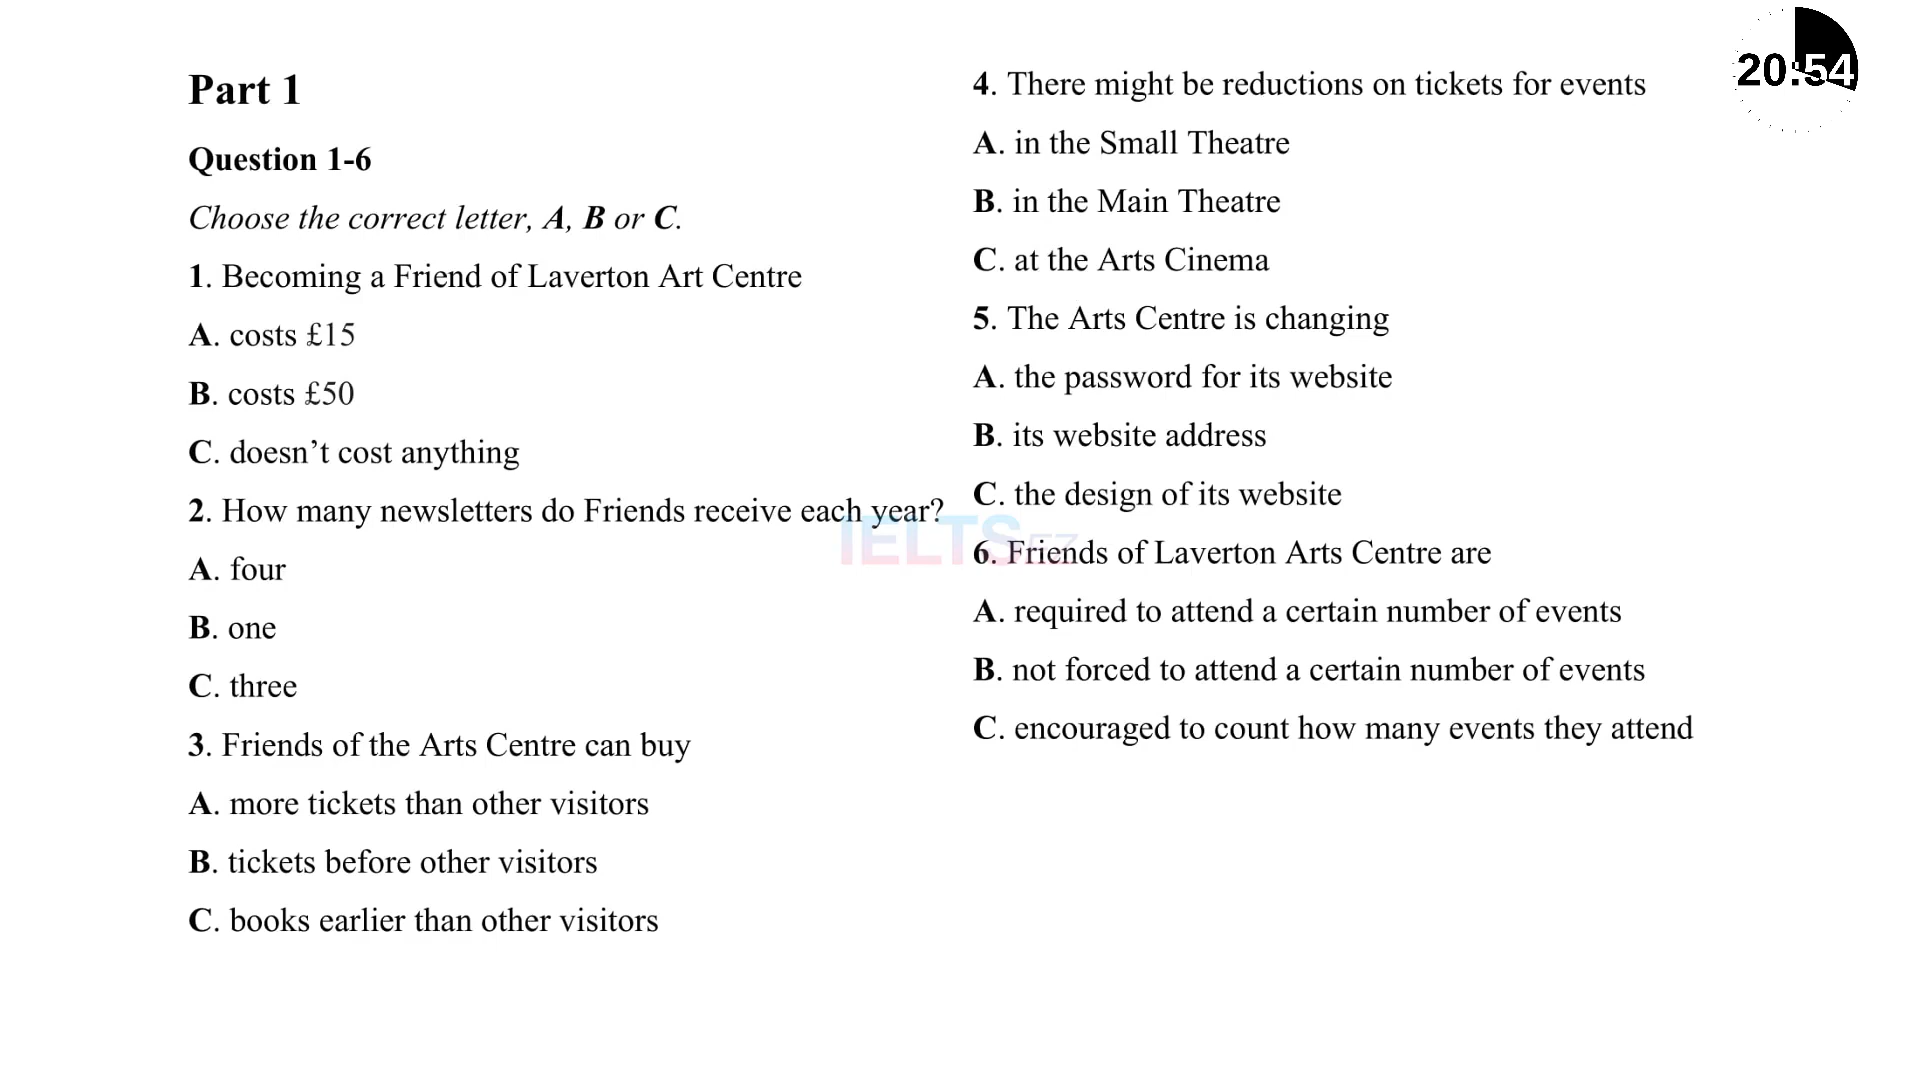 Part 1
Question 1-6
Choose the correct letter, A, B or C.
1. Becoming a Friend of Laverton Art Centre
A. costs £15
B. costs £50
C. doesn’t cost anything
2. How many newsletters do Friends receive each year?
A. four
B. one
C. three
3. Friends of the Arts Centre can buy
A. more tickets than other visitors
B. tickets before other visitors
C. books earlier than other visitors
4. There might be reductions on tickets for events
A. in the Small Theatre
B. in the Main Theatre
C. at the Arts Cinema
5. The Arts Centre is changing
A. the password for its website
B. its website address
C. the design of its website
6. Friends of Laverton Arts Centre are
A. required to attend a certain number of events
B. not forced to attend a certain number of events
C. encouraged to count how many events they attend
20:54
IELTS EZ